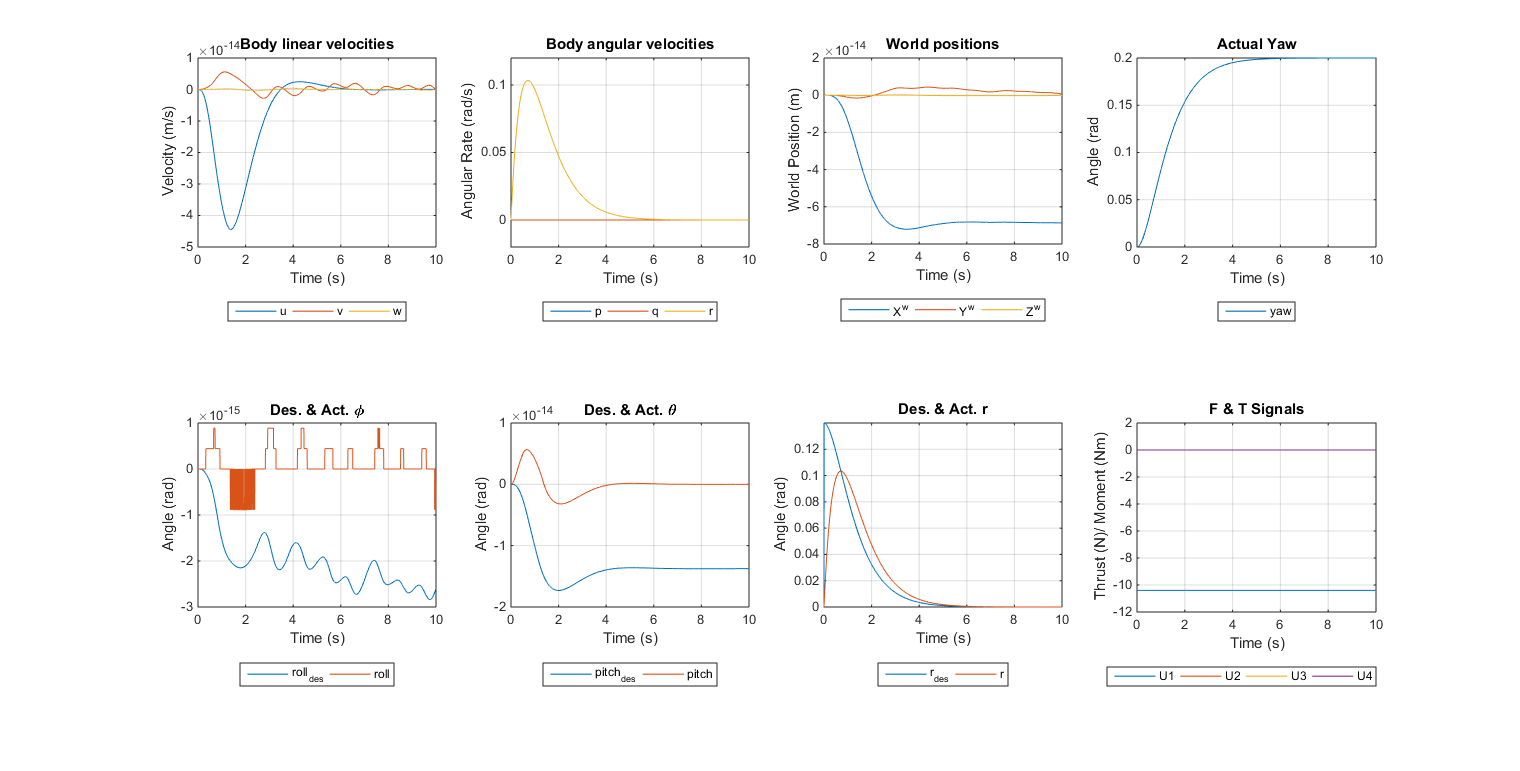 ×10-14 Body linear velocities
1
0
-1
-2
-3
-4
-5
Velocity (m/s)
0 2 4 6 8 10
Time (s)
u v w
Body angular velocities
0.1
0.05
0
Angular Rate (rad/s)
0 2 4 6 8 10
Time (s)
p q r
×10-14 World positions
2
0
-2
-4
-6
-8
World Position (m)
0 2 4 6 8 10
Time (s)
Xw Yw Zw
Actual Yaw
0.2
0.15
0.1
0.05
0
Angle (rad
0 2 4 6 8 10
Time (s)
yaw
×10-15 Des. & Act. ϕ
1
0
-1
-2
-3
Angle (rad)
0 2 4 6 8 10
Time (s)
rolldes roll
×10-14 Des. & Act. θ
1
0
-1
-2
Angle (rad)
0 2 4 6 8 10
Time (s)
pitchdes pitch
Des. & Act. r
0.12
0.1
0.08
0.06
0.04
0.02
0
Angle (rad)
0 2 4 6 8 10
Time (s)
rdes r
F & T Signals
2
0
-2
-4
-6
-8
-10
-12
Thrust (N)/ Moment (Nm)
0 2 4 6 8 10
Time (s)
U1 U2 U3 U4